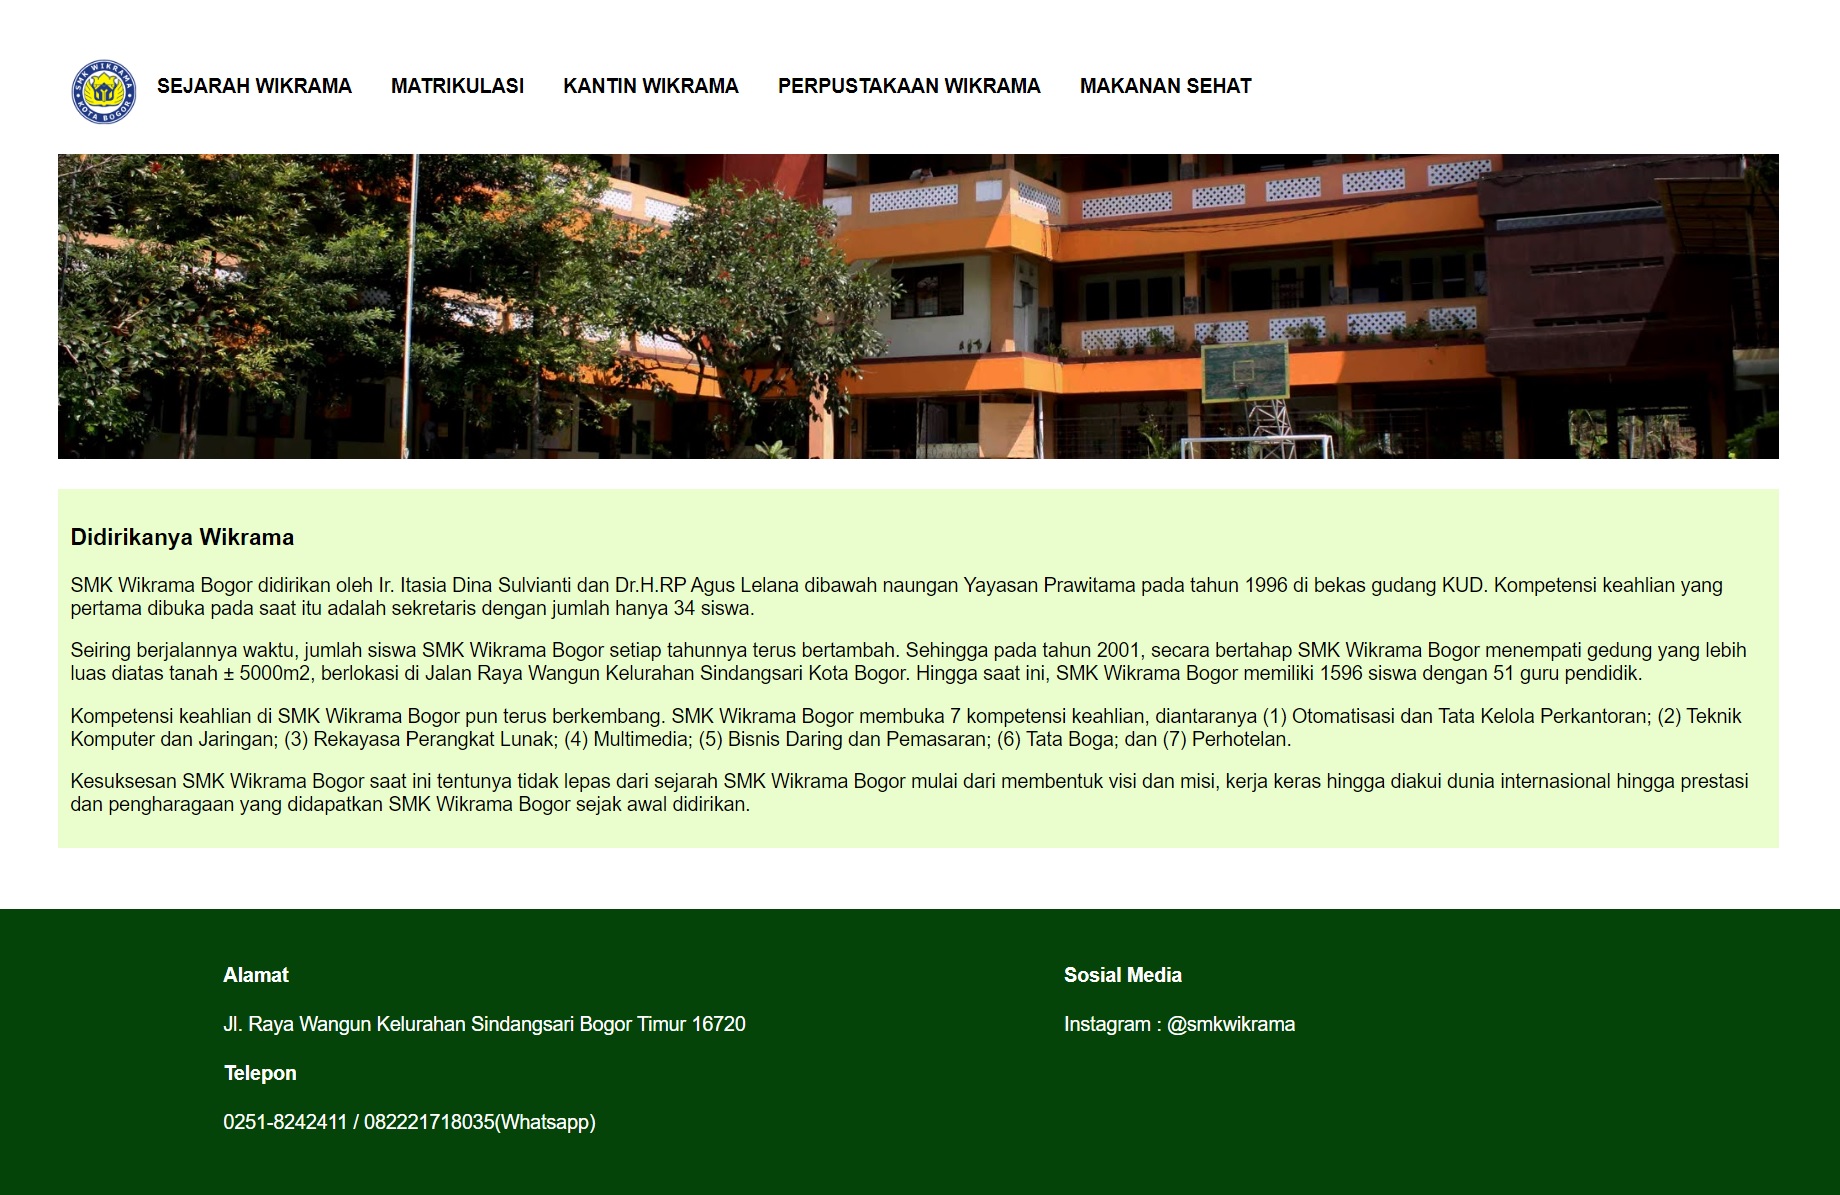 SMK WIKRAMA
KOTA BOGOR
SEJARAH WIKRAMA MATRIKULASI KANTIN WIKRAMA PERPUSTAKAAN WIKRAMA MAKANAN SEHAT
Didirikanya Wikrama
SMK Wikrama Bogor didirikan oleh Ir. Itasia Dina Sulvianti dan Dr.H.RP Agus Lelana dibawah naungan Yayasan Prawitama pada tahun 1996 di bekas gudang KUD. Kompetensi keahlian yang
pertama dibuka pada saat itu adalah sekretaris dengan jumlah hanya 34 siswa.
Seiring berjalannya waktu, jumlah siswa SMK Wikrama Bogor setiap tahunnya terus bertambah. Sehingga pada tahun 2001, secara bertahap SMK Wikrama Bogor menempati gedung yang lebih
luas diatas tanah ± 5000m2, berlokasi di Jalan Raya Wangun Kelurahan Sindangsari Kota Bogor. Hingga saat ini, SMK Wikrama Bogor memiliki 1596 siswa dengan 51 guru pendidik.
Kompetensi keahlian di SMK Wikrama Bogor pun terus berkembang. SMK Wikrama Bogor membuka 7 kompetensi keahlian, diantaranya (1) Otomatisasi dan Tata Kelola Perkantoran; (2) Teknik
Komputer dan Jaringan; (3) Rekayasa Perangkat Lunak; (4) Multimedia; (5) Bisnis Daring dan Pemasaran; (6) Tata Boga; dan (7) Perhotelan.
Kesuksesan SMK Wikrama Bogor saat ini tentunya tidak lepas dari sejarah SMK Wikrama Bogor mulai dari membentuk visi dan misi, kerja keras hingga diakui dunia internasional hingga prestasi
dan pengharagaan yang didapatkan SMK Wikrama Bogor sejak awal didirikan.
Alamat
Jl. Raya Wangun Kelurahan Sindangsari Bogor Timur 16720
Telepon
0251-8242411 / 082221718035(Whatsapp)
Sosial Media
Instagram : @smkwikrama